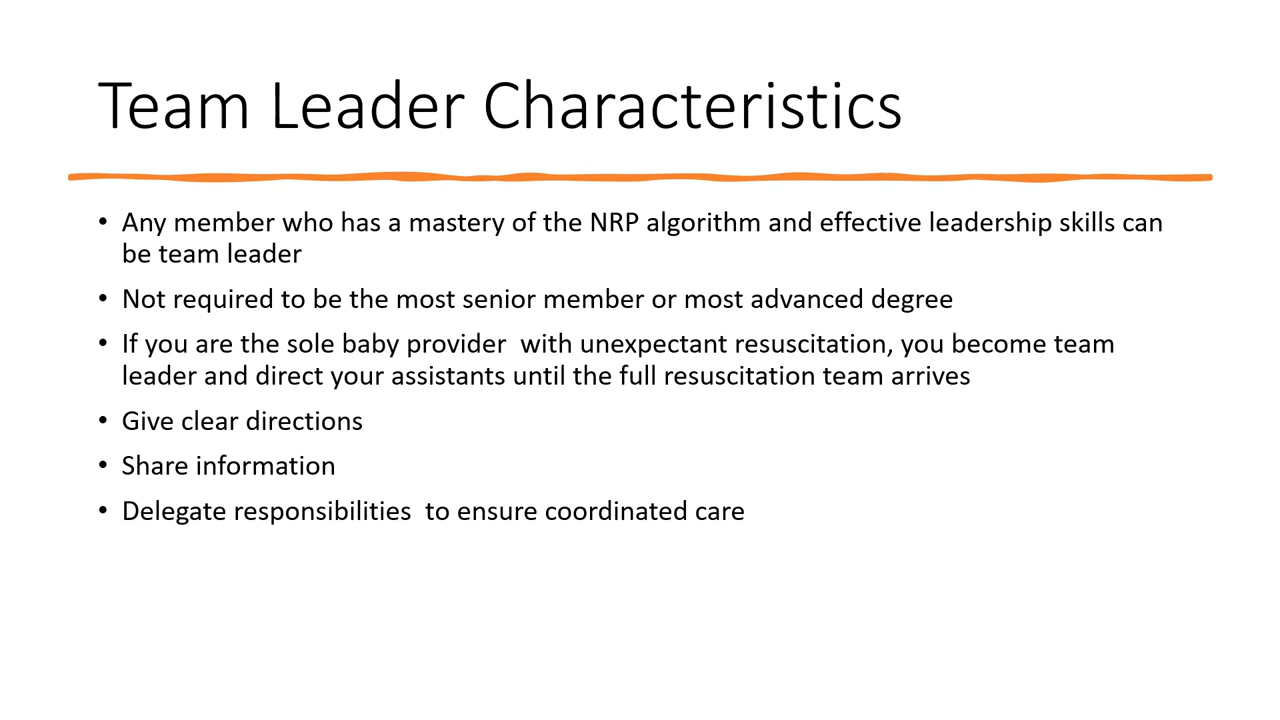 Team Leader Characteristics
• Any member who has a mastery of the NRP algorithm and effective leadership skills can
be team leader
• Not required to be the most senior member or most advanced degree
• If you are the sole baby provider  with unexpectant resuscitation, you become team
leader and direct your assistants until the full resuscitation team arrives
• Give clear directions
• Share information
• Delegate responsibilities  to ensure coordinated care